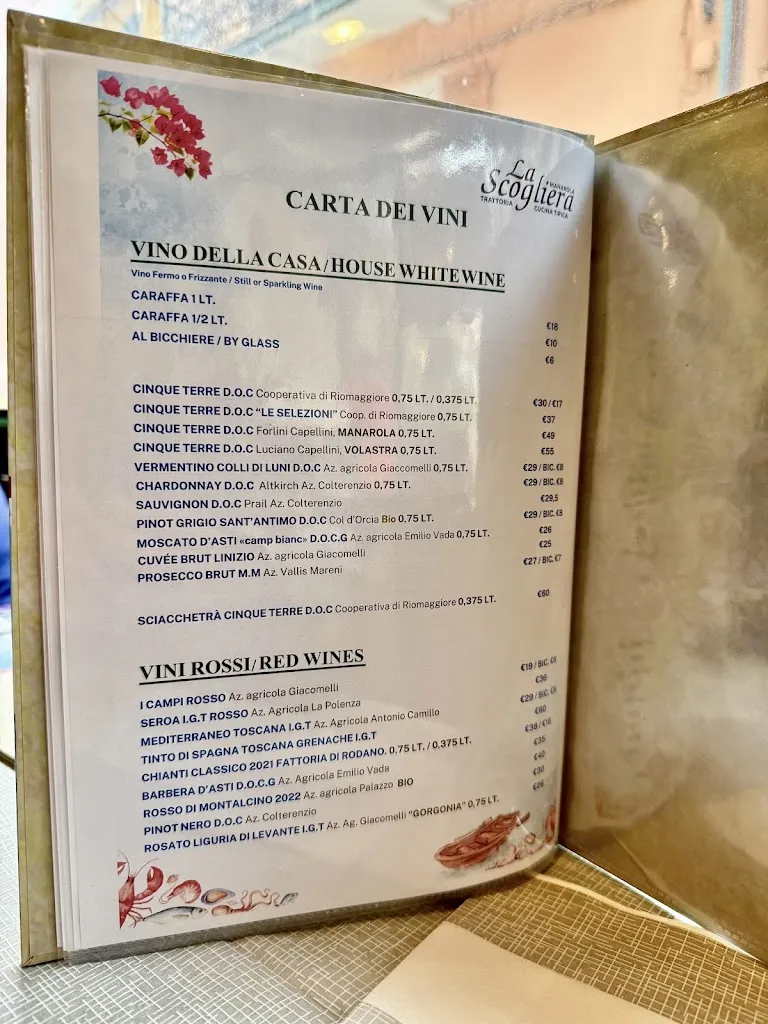 La Scogliera
MANAROLA
TRATTORIA CUCINA TIPICA
CARTA DEI VINI
VINO DELLA CASA/HOUSE WHITE WINE
Vino Fermo o Frizzante / Still or Sparkling Wine
CARAFFA 1 LT. €18
CARAFFA 1/2 LT. €10
AL BICCHIERE / BY GLASS €6
CINQUE TERRE D.O.C Cooperativa di Riomaggiore 0,75 LT. / 0,375 LT. €30 / €17
CINQUE TERRE D.O.C “LE SELEZIONI” Coop. di Riomaggiore 0,75 LT. €37
CINQUE TERRE D.O.C Forlini Capellini, MANAROLA 0,75 LT. €49
CINQUE TERRE D.O.C Luciano Capellini, VOLASTRA 0,75 LT. €55
VERMENTINO COLLI DI LUNI D.O.C Az. agricola Giaccomelli 0,75 LT. €29 / BIC. €8
CHARDONNAY D.O.C Altkirch Az. Colterenzio 0,75 LT. €29 / BIC. €8
SAUVIGNON D.O.C Prail Az. Colterenzio €29,5
PINOT GRIGIO SANT’ANTIMO D.O.C Col d’Orcia Bio 0,75 LT. €29 / BIC. €8
MOSCATO D’ASTI «camp bianc» D.O.C.G Az. agricola Emilio Vada 0,75 LT. €26
CUVÉE BRUT LINIZIO Az. agricola Giacomelli €25
PROSECCO BRUT M.M Az. Vallis Mareni €27 / BIC. €7
SCIACCHETRÀ CINQUE TERRE D.O.C Cooperativa di Riomaggiore 0,375 LT. €60
VINI ROSSI/RED WINES
I CAMPI ROSSO Az. agricola Giacomelli €19 / BIC.
SEROA I.G.T ROSSO Az. Agricola La Polenza €36
MEDITERRANEO TOSCANA I.G.T Az. Agricola Antonio Camillo €29 / BIC.
TINTO DI SPAGNA TOSCANA GRENACHE I.G.T €60
CHIANTI CLASSICO 2021 FATTORIA DI RODANO. 0,75 LT. / 0,375 LT.
BARBERA D’ASTI D.O.C.G Az. Agricola Emilio Vada €35
ROSSO DI MONTALCINO 2022 Az. agricola Palazzo BIO €40
PINOT NERO D.O.C Az. Colterenzio €30
ROSATO LIGURIA DI LEVANTE I.G.T Az. Ag. Giacomelli “GORGONIA” 0,75 LT.